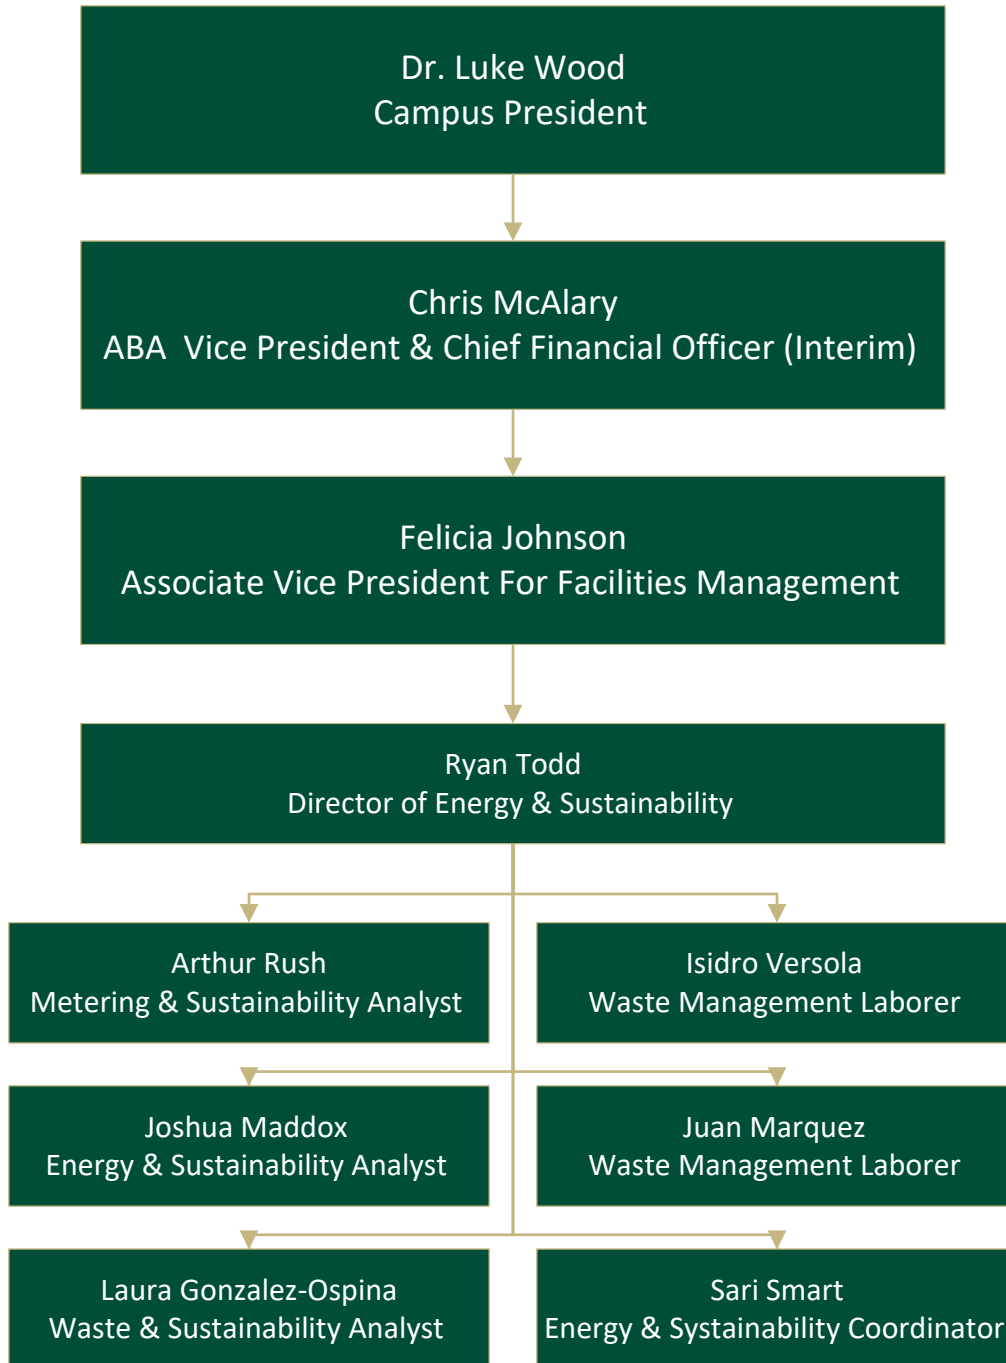 Dr. Luke Wood
Campus President
Chris McAlary
ABA  Vice President & Chief Financial Officer (Interim)
Felicia Johnson
Associate Vice President For Facilities Management
Ryan Todd
Director of Energy & Sustainability
Arthur Rush
Metering & Sustainability Analyst
Isidro Versola
Waste Management Laborer
Joshua Maddox
Energy & Sustainability Analyst
Juan Marquez
Waste Management Laborer
Laura Gonzalez-Ospina
Waste & Sustainability Analyst
Sari Smart
Energy & Systainability Coordinator